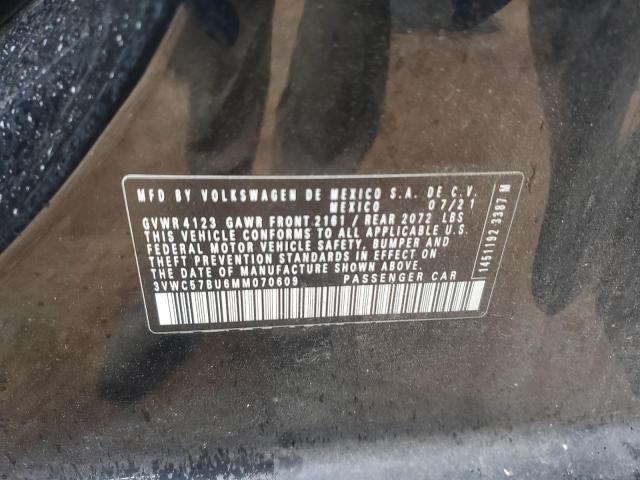 MFD BY VOLKSWAGEN DE MEXICO S.A. DE C.V.
MEXICO 07/21
GVWR 4123 GAWR FRONT 2161 / REAR 2072 LBS
THIS VEHICLE CONFORMS TO ALL APPLICABLE U.S.
FEDERAL MOTOR VEHICLE SAFETY, BUMPER AND
THEFT PREVENTION STANDARDS IN EFFECT ON THE
DATE OF MANUFACTURE SHOWN ABOVE.
3VWC57BU6MM070609 PASSENGER CAR
1451192 3387 M